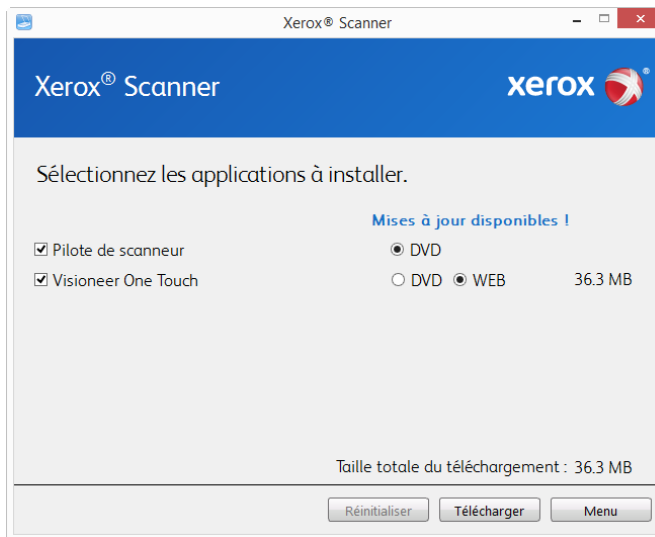 Xerox® Scanner
Xerox® Scanner
xerox®
Sélectionnez les applications à installer.
Mises à jour disponibles !
Pilote de scanneur DVD
Visioneer One Touch DVD WEB 36.3 MB
Taille totale du téléchargement : 36.3 MB
Réinitialiser Télécharger Menu